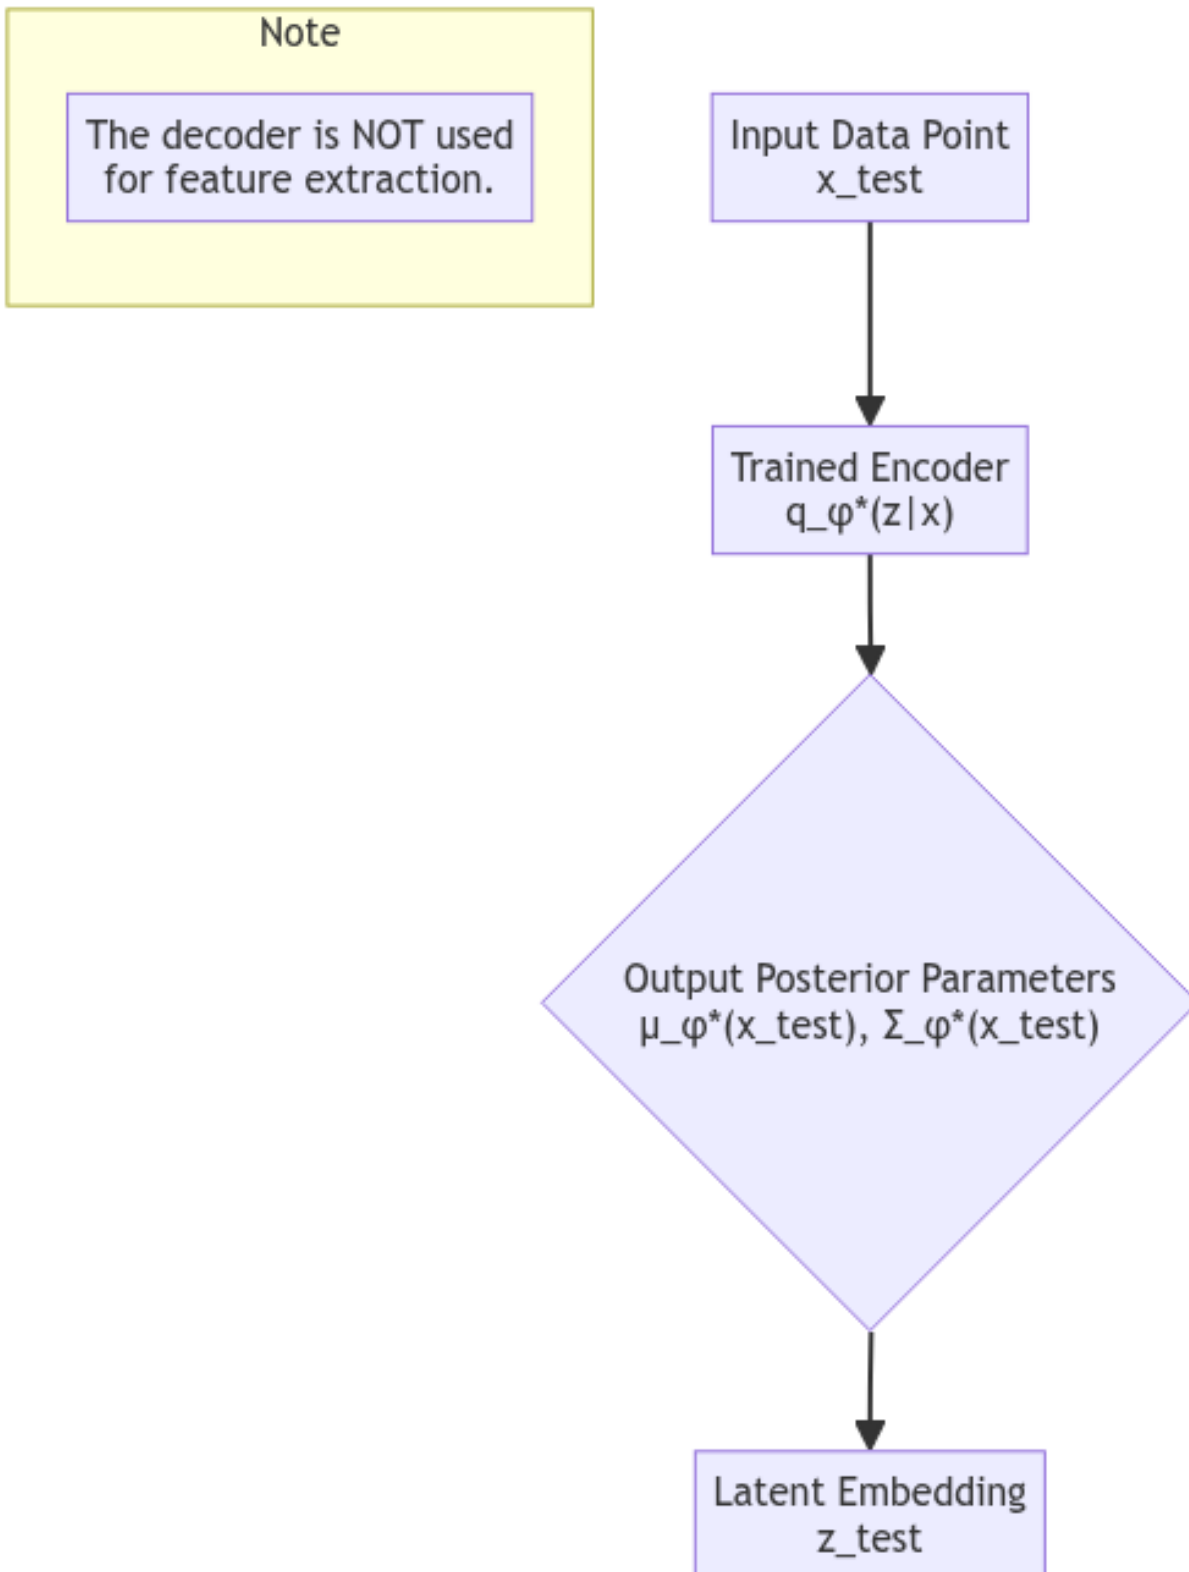 Note
The decoder is NOT used
for feature extraction.
Input Data Point
x_test
Trained Encoder
q_φ*(z|x)
Output Posterior Parameters
μ_φ*(x_test), Σ_φ*(x_test)
Latent Embedding
z_test